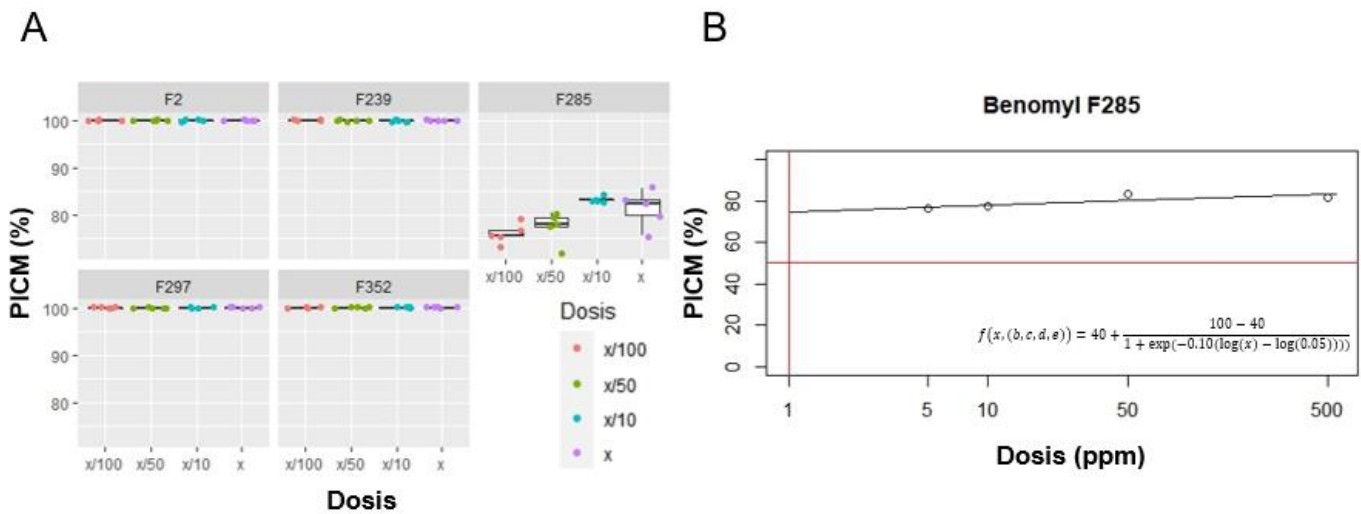 A
B
F2
F239
F285
100
90
80
F297
F352
100
90
80
x/100 x/50 x/10 x
x/100 x/50 x/10 x
x/100 x/50 x/10 x
PICM (%)
Dosis
Dosis
x/100
x/50
x/10
x
Benomyl F285
PICM (%)
80
60
40
20
0
f(x, (b, c, d, e)) = 40 + \frac{100 − 40}{1 + exp(−0.10(log(x) − log(0.05))))}
1 5 10 50 500
Dosis (ppm)